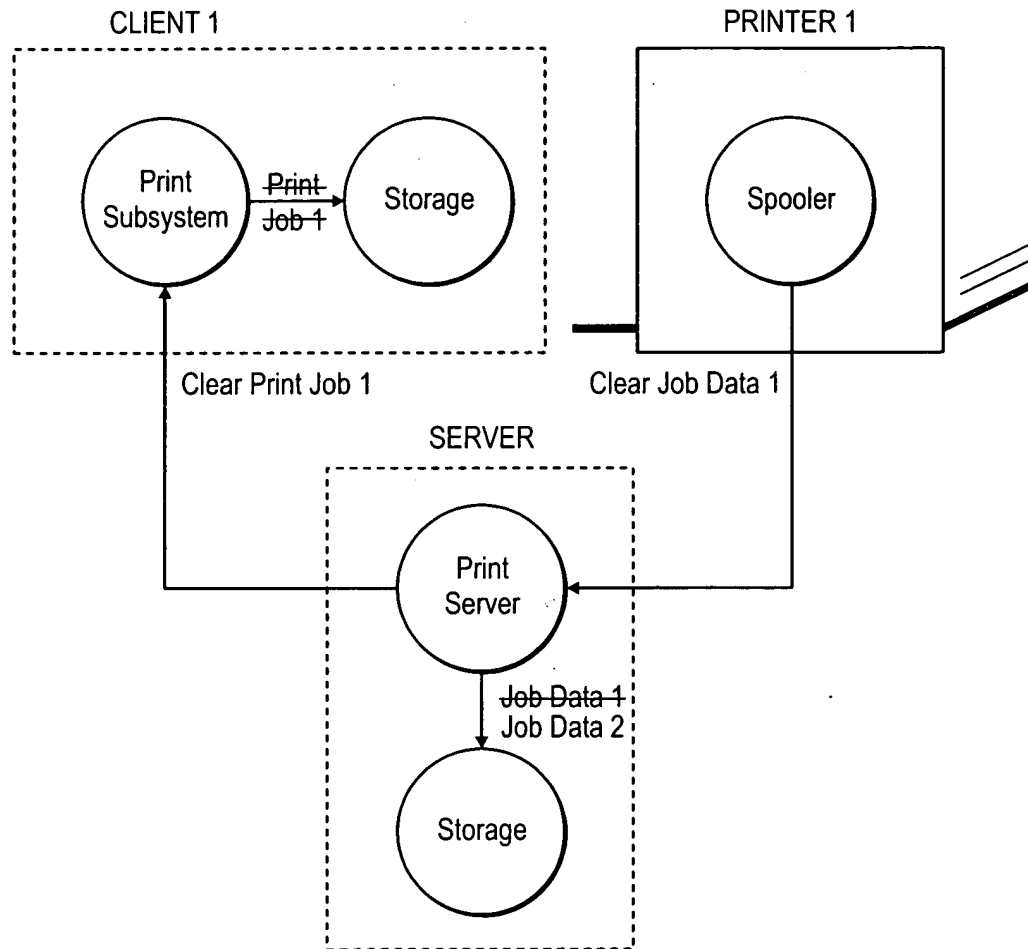 CLIENT 1
PRINTER 1
Print
Subsystem
Print
Job 1
Storage
Spooler
Clear Print Job 1
Clear Job Data 1
SERVER
Print
Server
Job Data 1
Job Data 2
Storage